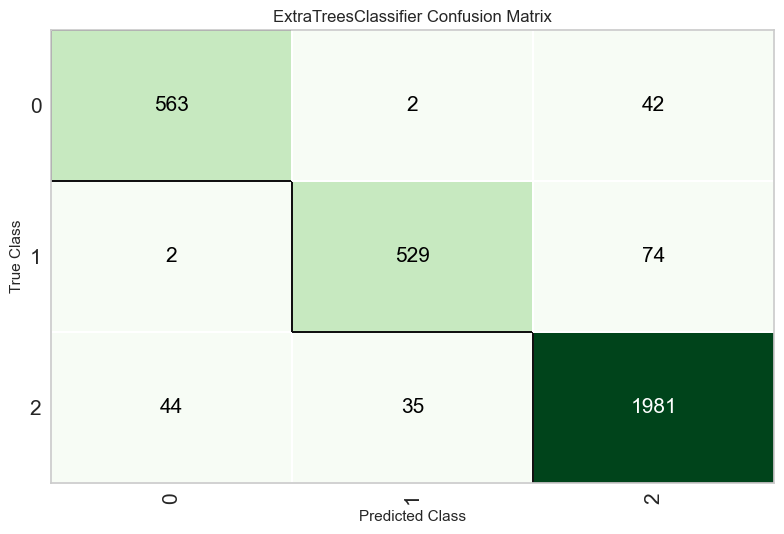 ExtraTreesClassifier Confusion Matrix
0 563 2 42
1 2 529 74
2 44 35 1981
0 1 2
True Class
Predicted Class